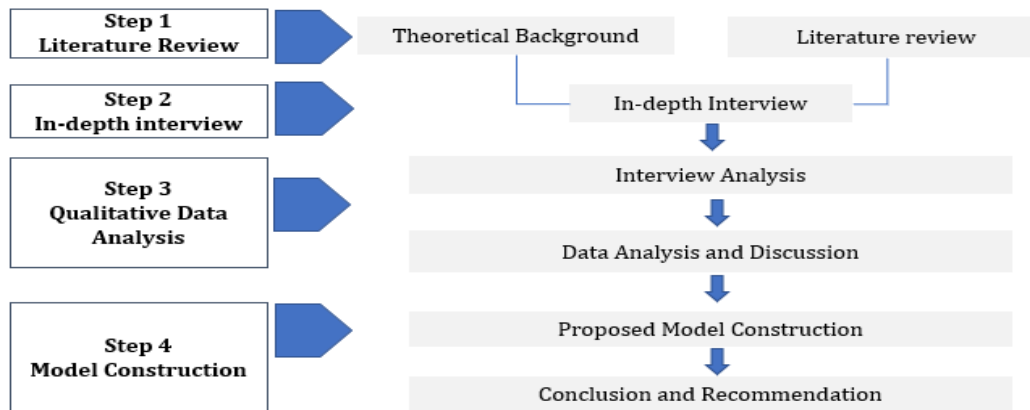 Step 1
Literature Review
Theoretical Background
Literature review
Step 2
In-depth interview
In-depth Interview
Step 3
Qualitative Data
Analysis
Interview Analysis
Data Analysis and Discussion
Step 4
Model Construction
Proposed Model Construction
Conclusion and Recommendation